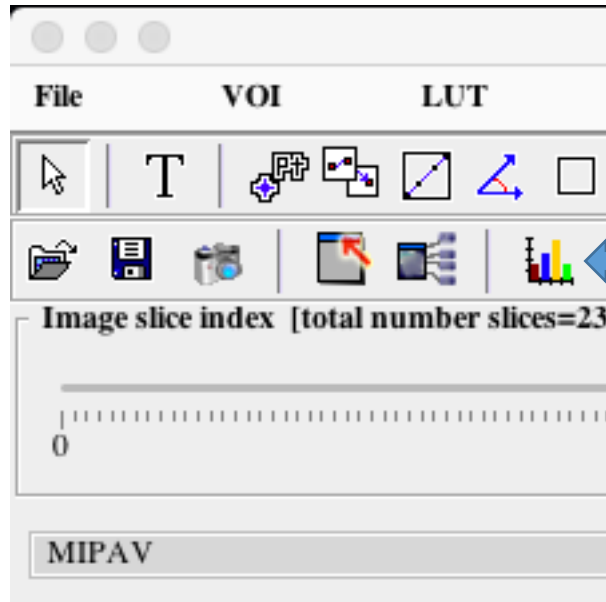 File VOI LUT
T Pt
Image slice index [total number slices=23
0
MIPAV